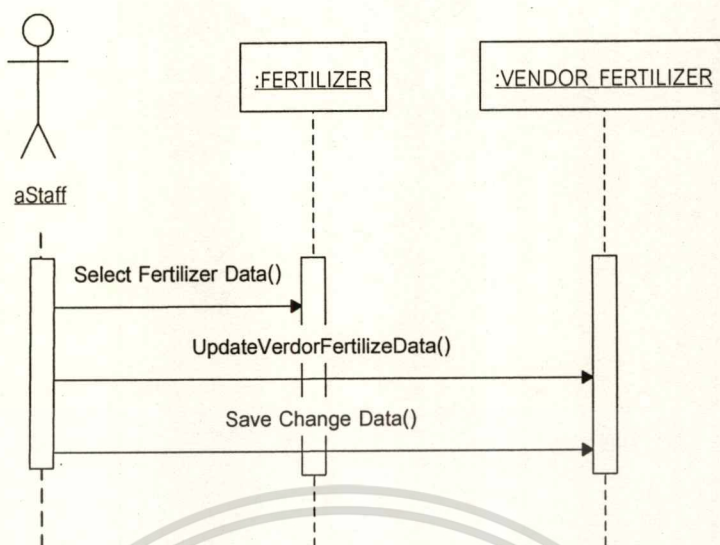 :FERTILIZER
:VENDOR_FERTILIZER
aStaff
Select Fertilizer Data()
UpdateVerdorFertilizeData()
Save Change Data()